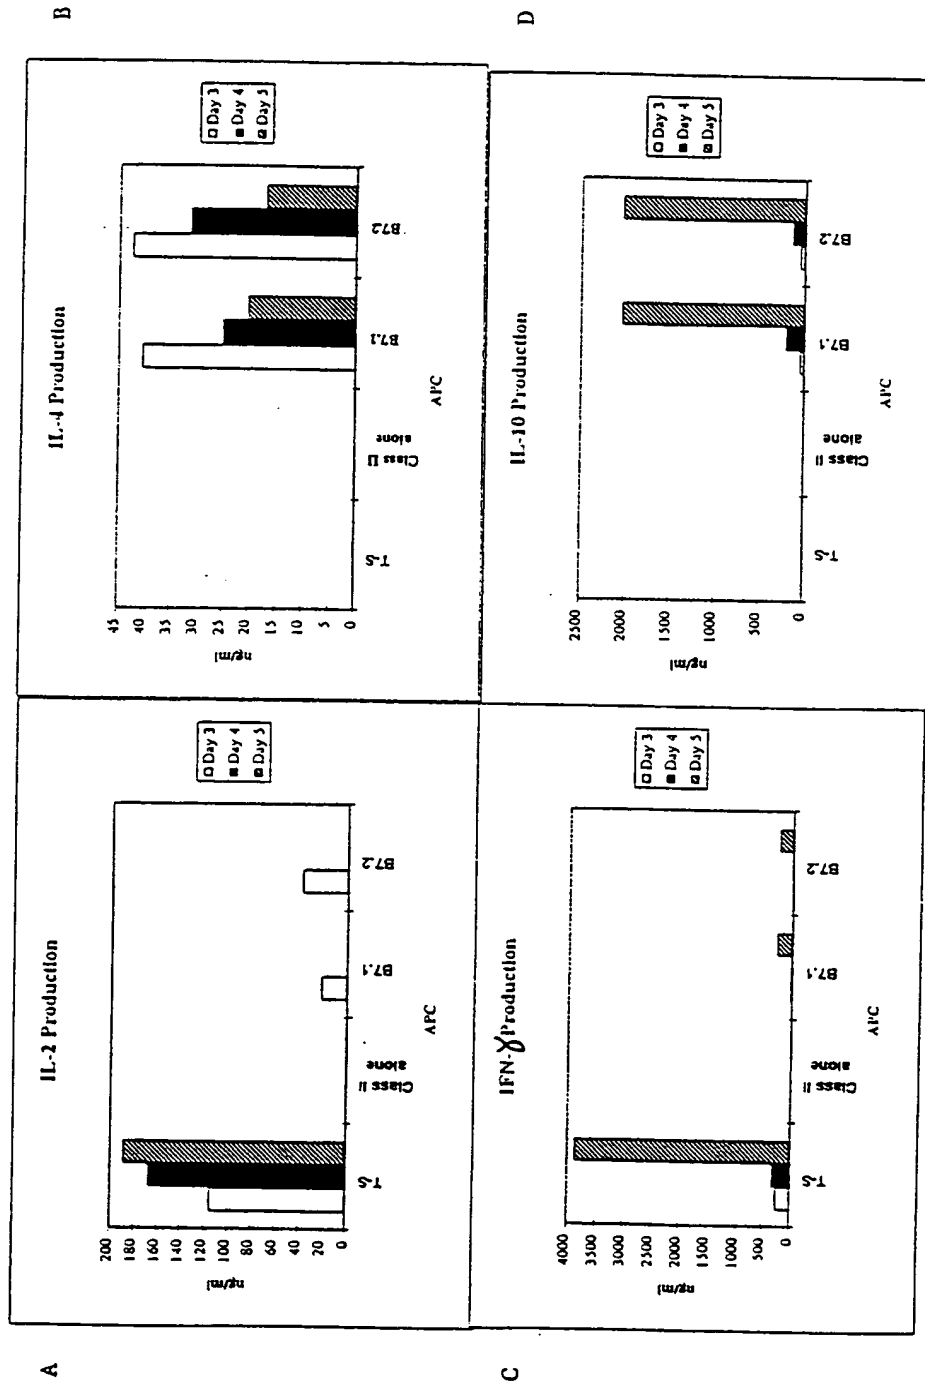 A
IL-2 Production
ng/ml
200
180
160
140
120
100
80
60
40
20
0
T-S
Class II
alone
B7.1
B7.2
APC
Day 3
Day 4
Day 5
B
IL-4 Production
ng/ml
45
40
35
30
25
20
15
10
5
0
T-S
Class II
alone
B7.1
B7.2
APC
Day 3
Day 4
Day 5
C
IFN-γ Production
ng/ml
4000
3500
3000
2500
2000
1500
1000
500
0
T-S
Class II
alone
B7.1
B7.2
APC
Day 3
Day 4
Day 5
D
IL-10 Production
ng/ml
2500
2000
1500
1000
500
0
T-S
Class II
alone
B7.1
B7.2
APC
Day 3
Day 4
Day 5